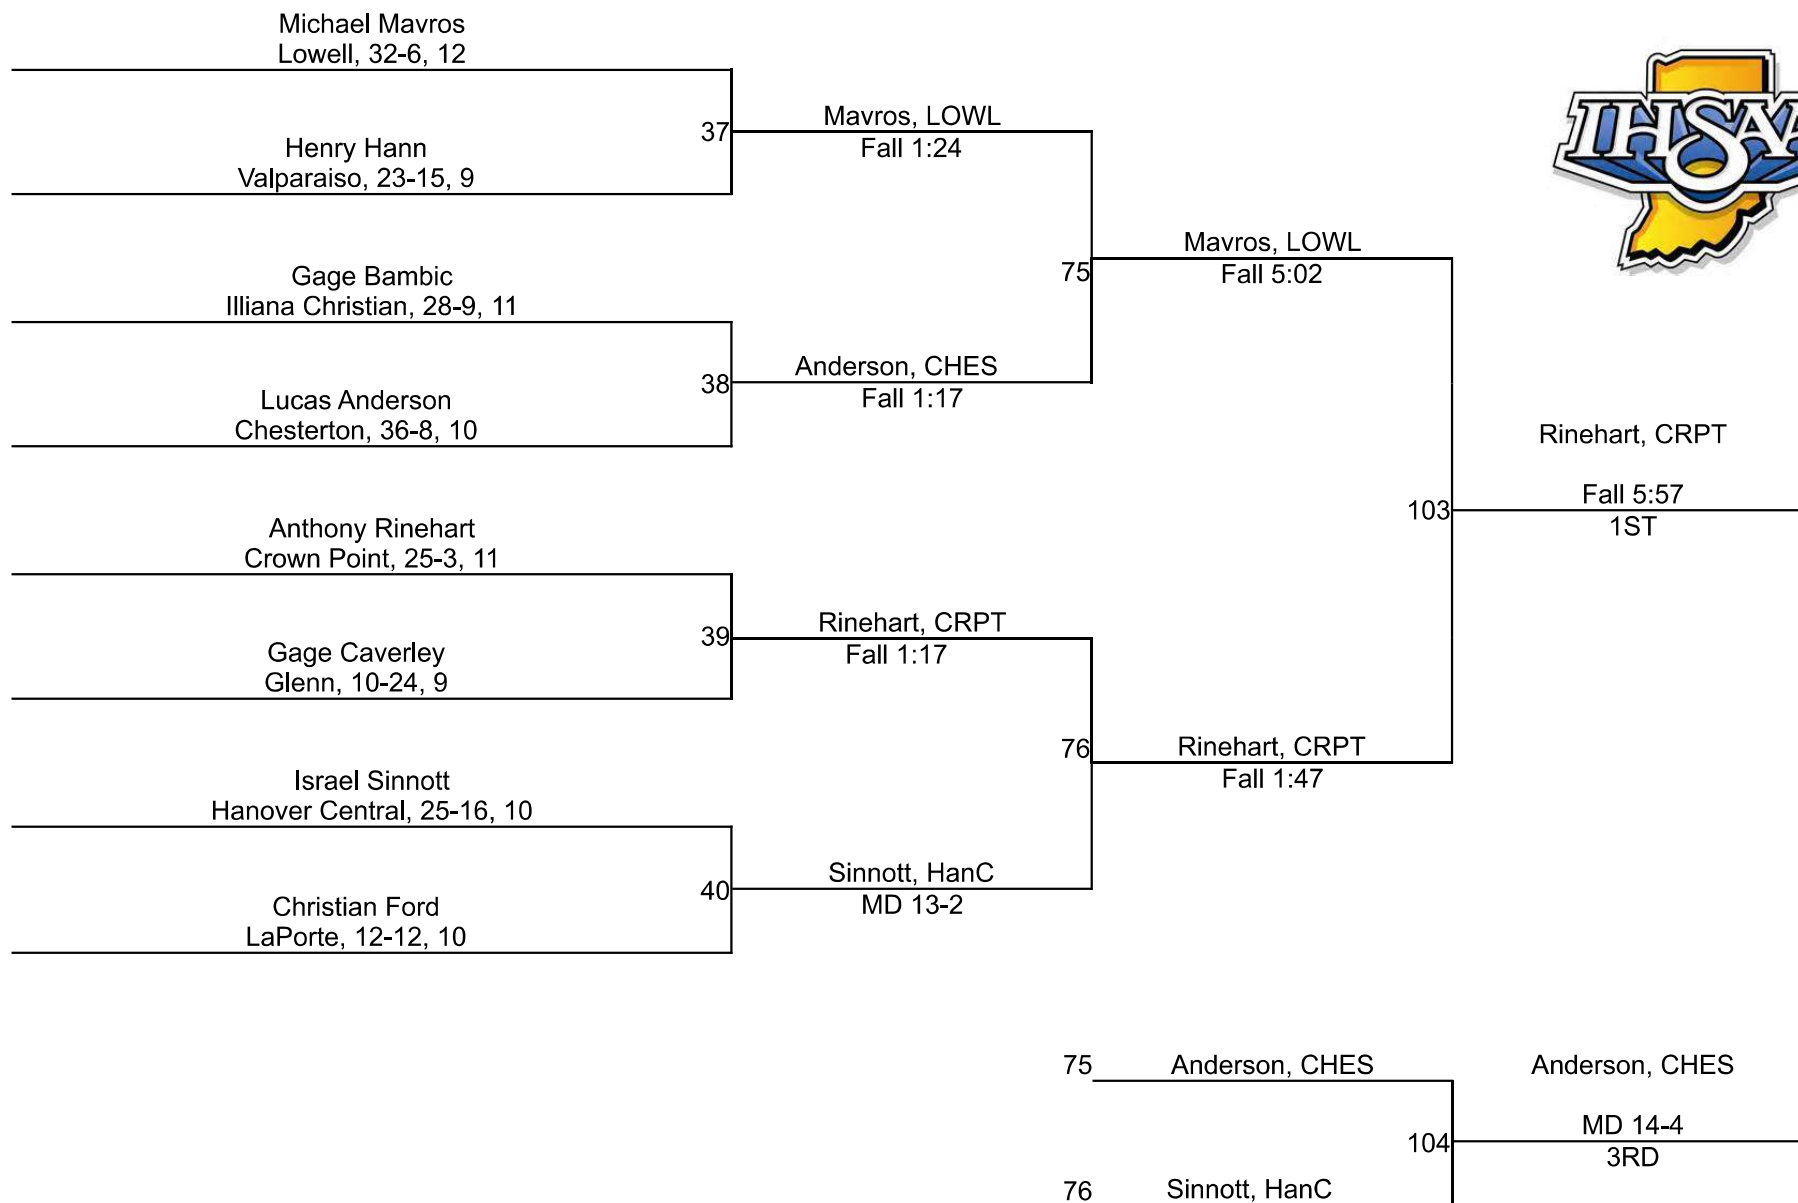 Michael Mavros
Lowell, 32-6, 12
Henry Hann
Valparaiso, 23-15, 9
37
Mavros, LOWL
Fall 1:24
Gage Bambic
Illiana Christian, 28-9, 11
Lucas Anderson
Chesterton, 36-8, 10
38
Anderson, CHES
Fall 1:17
75
Mavros, LOWL
Fall 5:02
IHSAA
Anthony Rinehart
Crown Point, 25-3, 11
Gage Caverley
Glenn, 10-24, 9
39
Rinehart, CRPT
Fall 1:17
Israel Sinnott
Hanover Central, 25-16, 10
Christian Ford
LaPorte, 12-12, 10
40
Sinnott, HanC
MD 13-2
76
Rinehart, CRPT
Fall 1:47
103
Rinehart, CRPT
Fall 5:57
1ST
75
Anderson, CHES
76
Sinnott, HanC
104
Anderson, CHES
MD 14-4
3RD